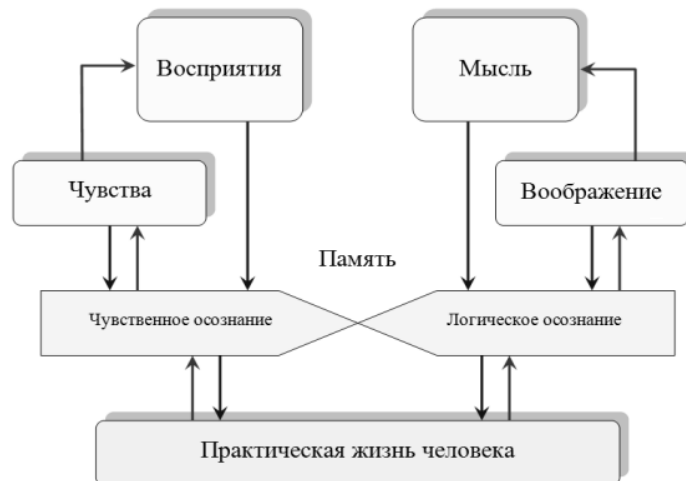 Восприятия
Мысль
Чувства
Воображение
Память
Чувственное осознание
Логическое осознание
Практическая жизнь человека